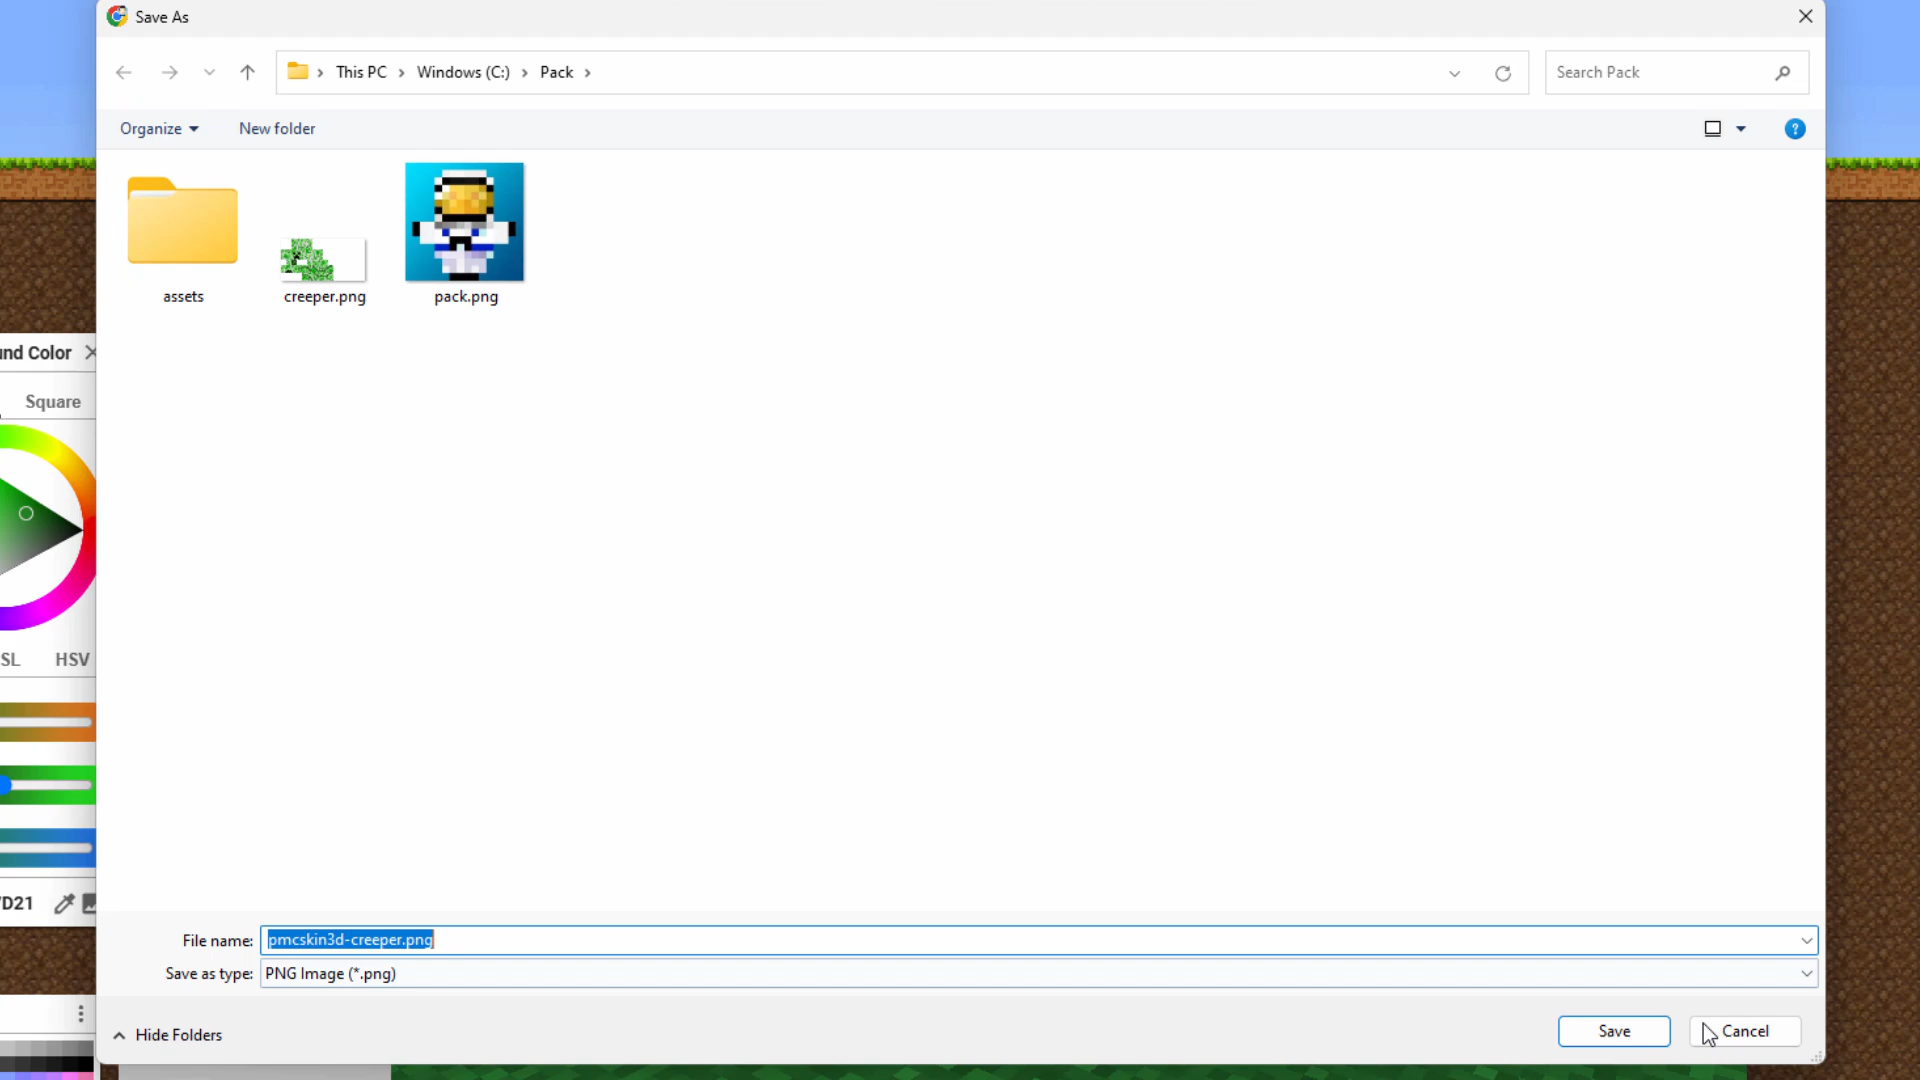 Save As
This PC
Windows (C:)
Pack
Search Pack
Organize
New folder
?
assets
creeper.png
pack.png
und Color
Square
SL
HSV
D21
File name:
pmcskin3d-creeper.png
Save as type:
PNG Image (*.png)
Hide Folders
Save
Cancel